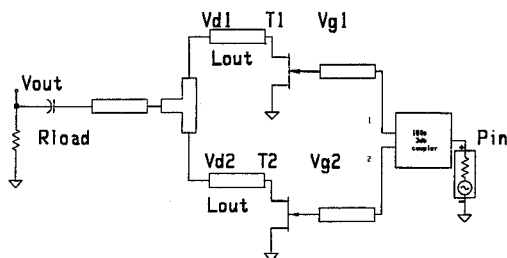 Vd1 T1 Vg1
Lout
Vout
Rload
1
180o
3db
coupler
Pin
2
Vd2 T2 Vg2
Lout